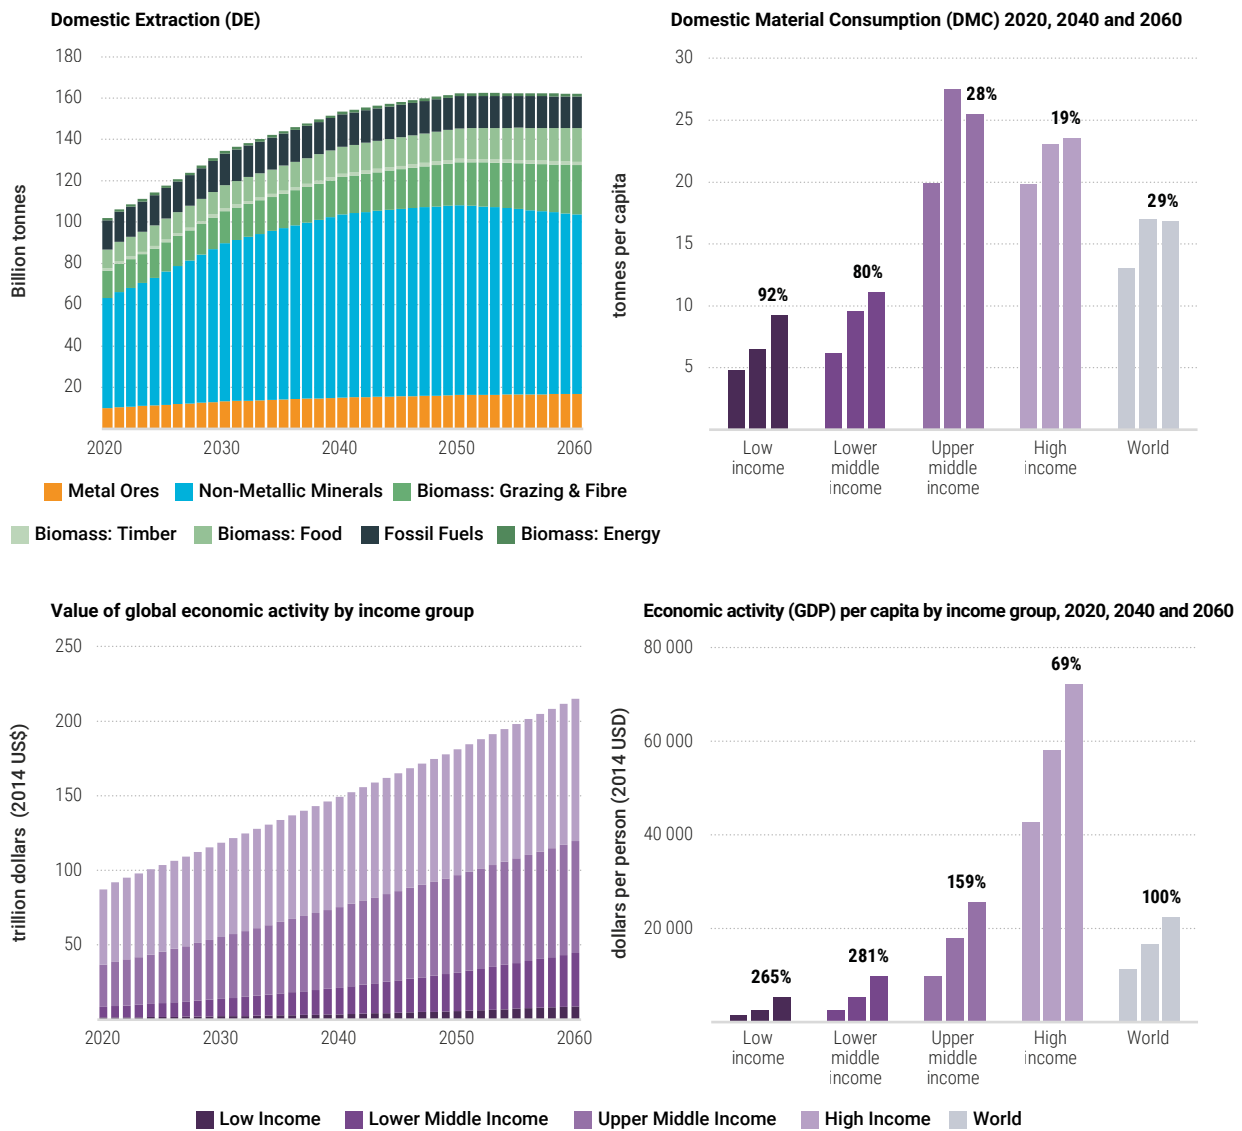 Domestic Extraction (DE)
180
160
140
120
100
80
60
40
20
Billion tonnes
2020
2030
2040
2050
2060
Metal Ores
Non-Metallic Minerals
Biomass: Grazing & Fibre
Biomass: Timber
Biomass: Food
Fossil Fuels
Biomass: Energy
Domestic Material Consumption (DMC) 2020, 2040 and 2060
30
25
20
15
10
5
tonnes per capita
92%
80%
28%
19%
29%
Low
income
Lower
middle
income
Upper
middle
income
High
income
World
Value of global economic activity by income group
250
200
150
100
50
trillion dollars (2014 US$)
2020
2030
2040
2050
2060
Economic activity (GDP) per capita by income group, 2020, 2040 and 2060
80 000
60 000
40 000
20 000
dollars per person (2014 USD)
265%
281%
159%
69%
100%
Low
income
Lower
middle
income
Upper
middle
income
High
income
World
Low Income
Lower Middle Income
Upper Middle Income
High Income
World